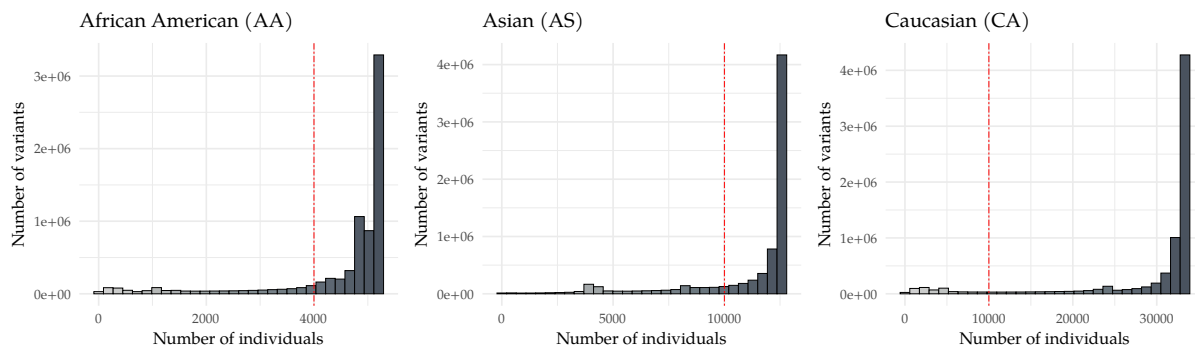 African American (AA)
Number of variants
3e+06
2e+06
1e+06
0e+00
0
2000
4000
Number of individuals
Asian (AS)
Number of variants
4e+06
3e+06
2e+06
1e+06
0e+00
0
5000
10000
Number of individuals
Caucasian (CA)
Number of variants
4e+06
3e+06
2e+06
1e+06
0e+00
0
10000
20000
30000
Number of individuals